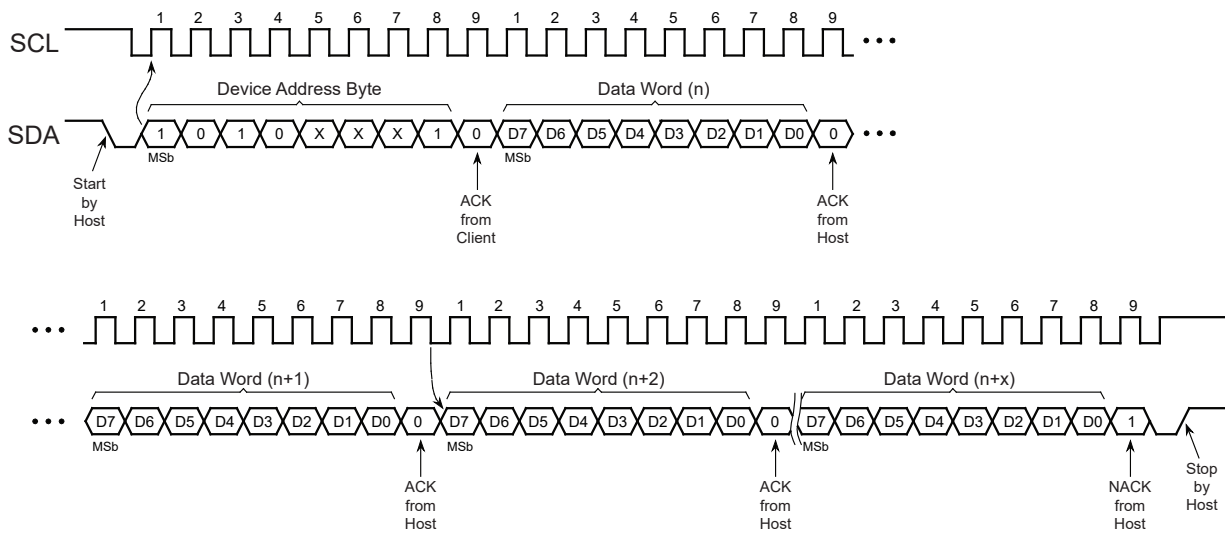 1 2 3 4 5 6 7 8 9 1 2 3 4 5 6 7 8 9
SCL
Device Address Byte Data Word (n)
SDA 1 0 1 0 X X X 1 0 D7 D6 D5 D4 D3 D2 D1 D0 0
MSb MSb
Start
by
Host
ACK
from
Client
ACK
from
Host
1 2 3 4 5 6 7 8 9 1 2 3 4 5 6 7 8 9 1 2 3 4 5 6 7 8 9
Data Word (n+1) Data Word (n+2) Data Word (n+x)
D7 D6 D5 D4 D3 D2 D1 D0 0 D7 D6 D5 D4 D3 D2 D1 D0 0 D7 D6 D5 D4 D3 D2 D1 D0 1
MSb MSb MSb
ACK
from
Host
ACK
from
Host
NACK
from
Host
Stop
by
Host